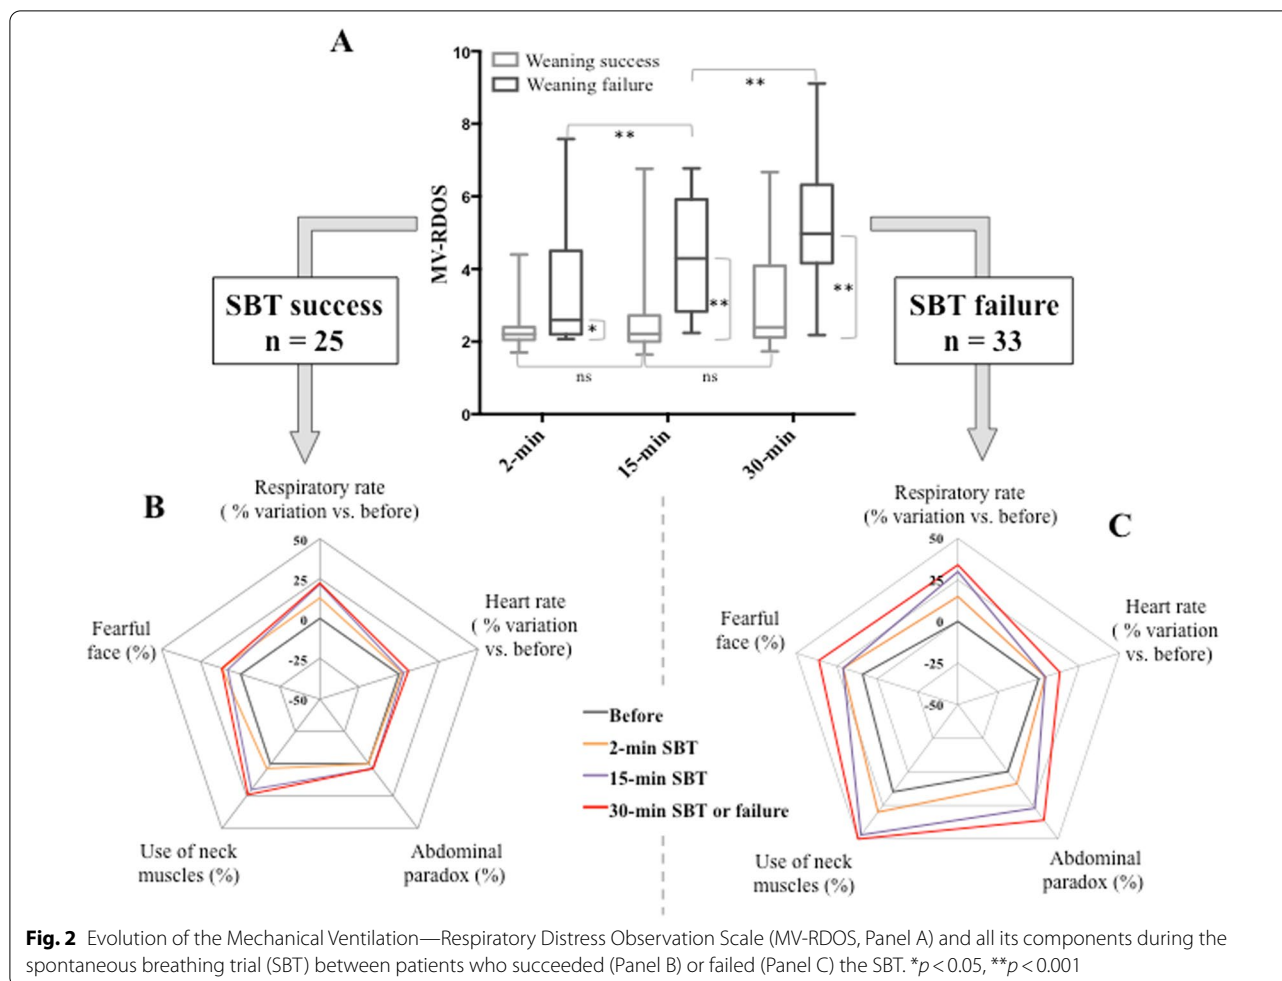 A
10
8
6
4
2
0
MV-RDOS
Weaning success
Weaning failure
**
**
*
**
**
ns
ns
2-min
15-min
30-min
SBT success
n = 25
SBT failure
n = 33
B
Respiratory rate
( % variation vs. before)
50
25
0
-25
-50
Heart rate
( % variation
vs. before)
Abdominal
paradox (%)
Use of neck
muscles (%)
Fearful
face (%)
Before
2-min SBT
15-min SBT
30-min SBT or failure
C
Respiratory rate
(% variation vs. before)
50
25
0
-25
-50
Heart rate
( % variation
vs. before)
Abdominal
paradox (%)
Use of neck
muscles (%)
Fearful
face (%)
Fig. 2 Evolution of the Mechanical Ventilation—Respiratory Distress Observation Scale (MV-RDOS, Panel A) and all its components during the
spontaneous breathing trial (SBT) between patients who succeeded (Panel B) or failed (Panel C) the SBT. *p < 0.05, **p < 0.001